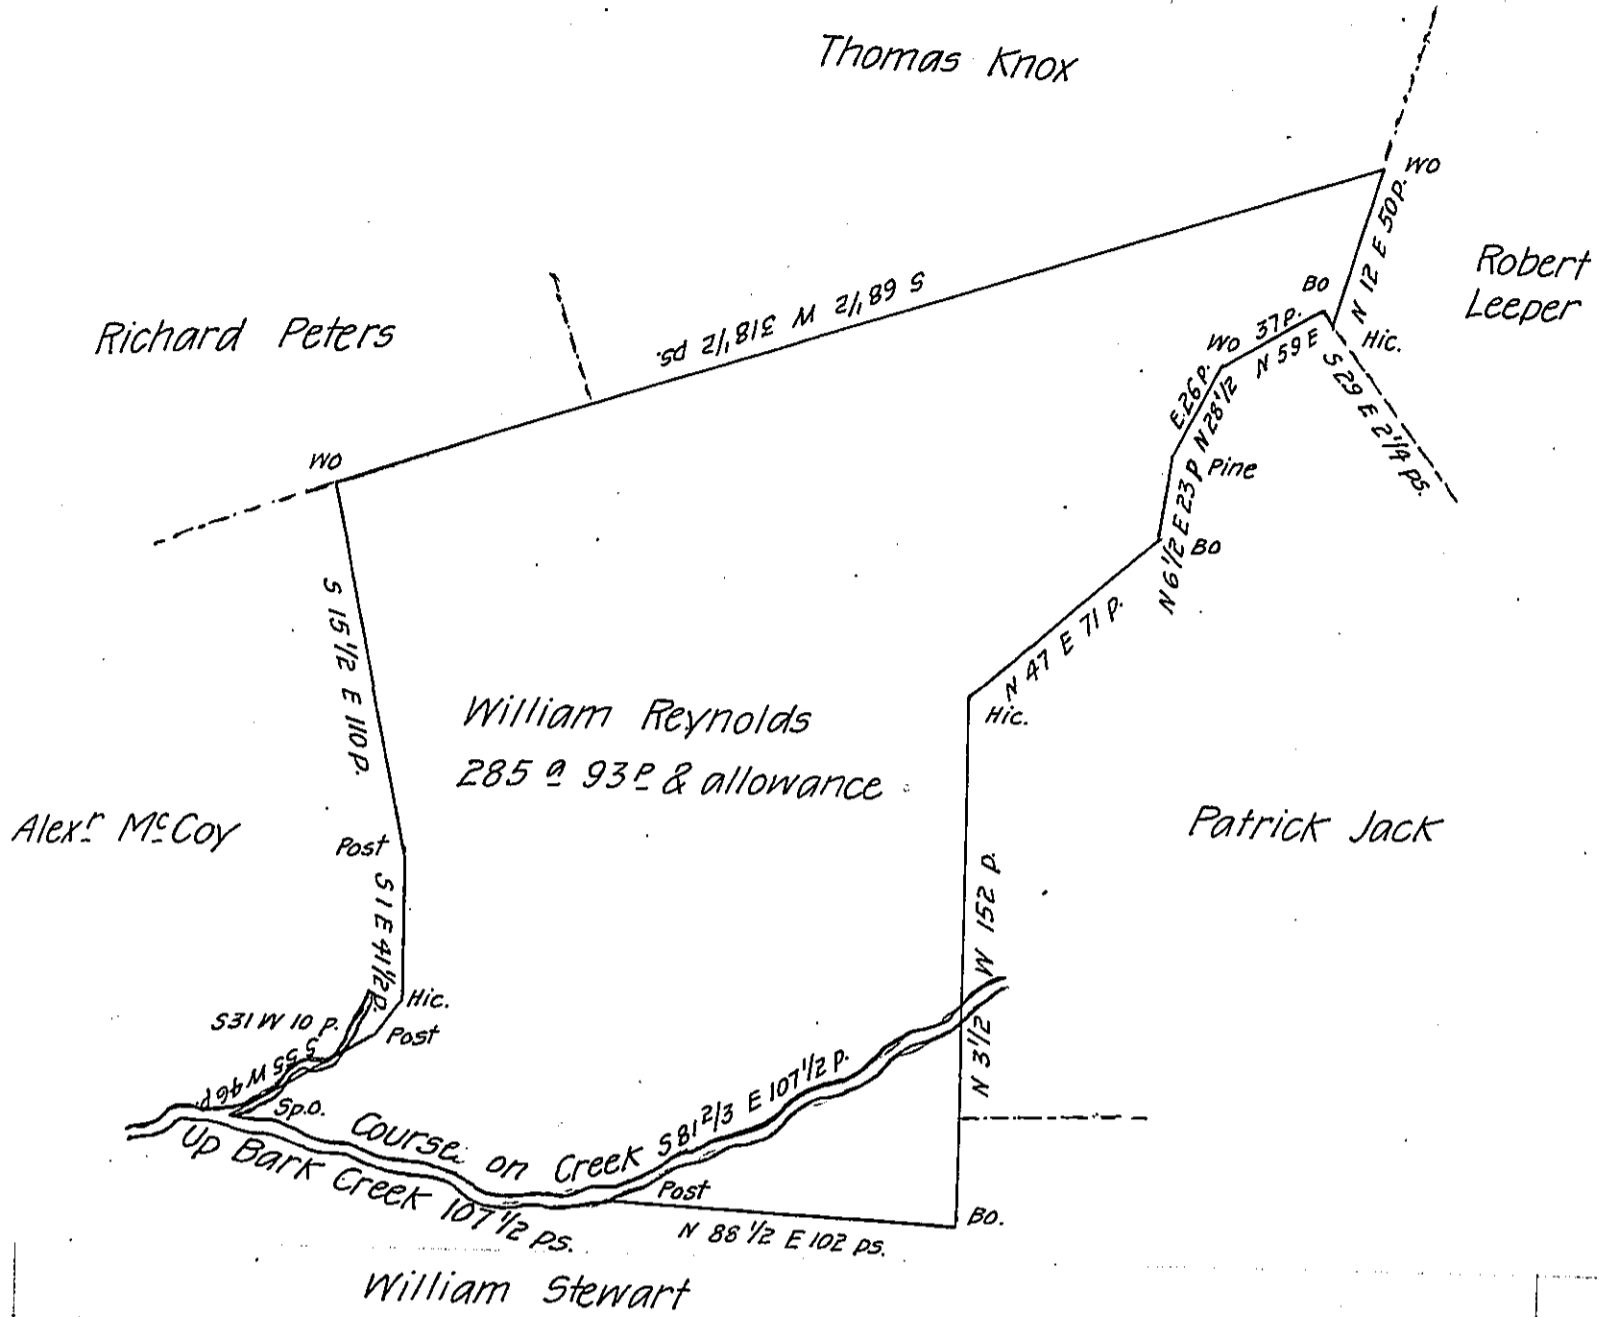 Thomas Knox
WO
N 12 E 50 p.
Robert
Leeper
Richard Peters
S 68 1/2 W 318 1/2 ps.
BO
Hic.
WO
37 p.
N 59 E
S 29 E 2 1/4 ps.
E. 26 p.
N 28 1/2
Pine
WO
N 6 1/2 E 23 P
BO
S 15 1/2 E 110 p.
N 47 E 71 p.
William Reynolds
285 a 93 P & allowance
Hic.
Alexr McCoy
Patrick Jack
Post
S 1 E 41 1/2 p.
N 3 1/2 W 152 p.
Hic.
S 31 W 10 p.
Post
S 55 W 46 p.
Sp.O.
Course on Creek S 81 2/3 E 107 1/2 p.
Up Bark Creek 107 1/2 ps.
Post
BO.
N 88 1/2 E 102 ps.
William Stewart